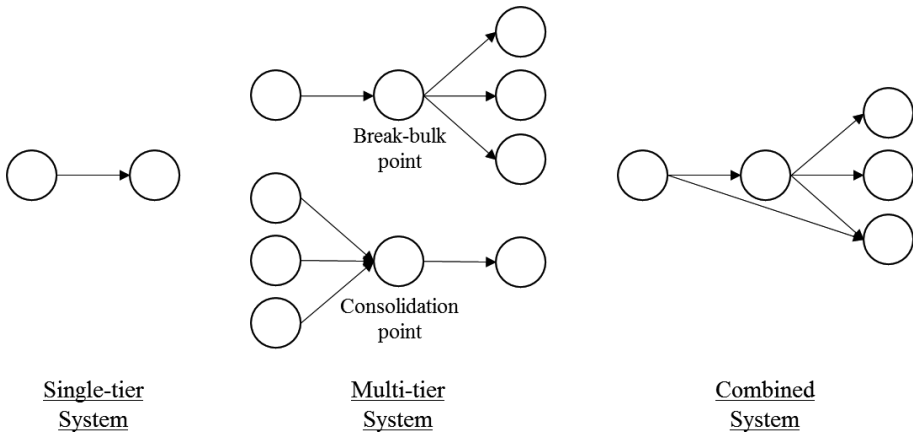 Break-bulk
point
Consolidation
point
Single-tier
System
Multi-tier
System
Combined
System